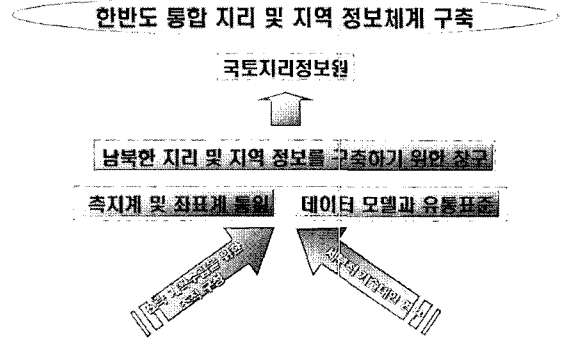 한반도 통합 지리 및 지역 정보체계 구축
국토지리정보원
남북한 지리 및 지역 정보를 구축하기 위한 창구
측지계 및 좌표계 통일
데이터 모델과 유통표준
위한